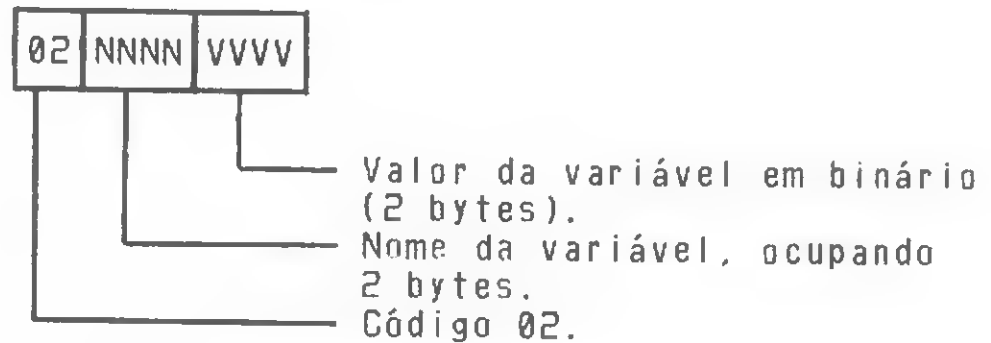 02 NNNN VVVV
Valor da variável em binário
(2 bytes).
Nome da variável, ocupando
2 bytes.
Código 02.